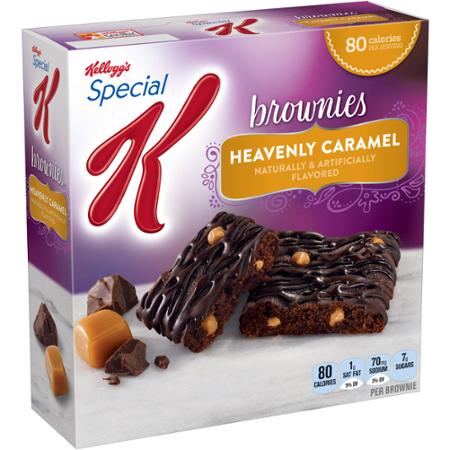 80 calories
PER SERVING
Kellogg's
Special
K
brownies
HEAVENLY CARAMEL
NATURALLY & ARTIFICIALLY
FLAVORED
80
CALORIES
1g
SAT FAT
5% DV
70mg
SODIUM
3% DV
7g
SUGARS
PER BROWNIE
Special
K
brownies
HEAVENLY CARAMEL